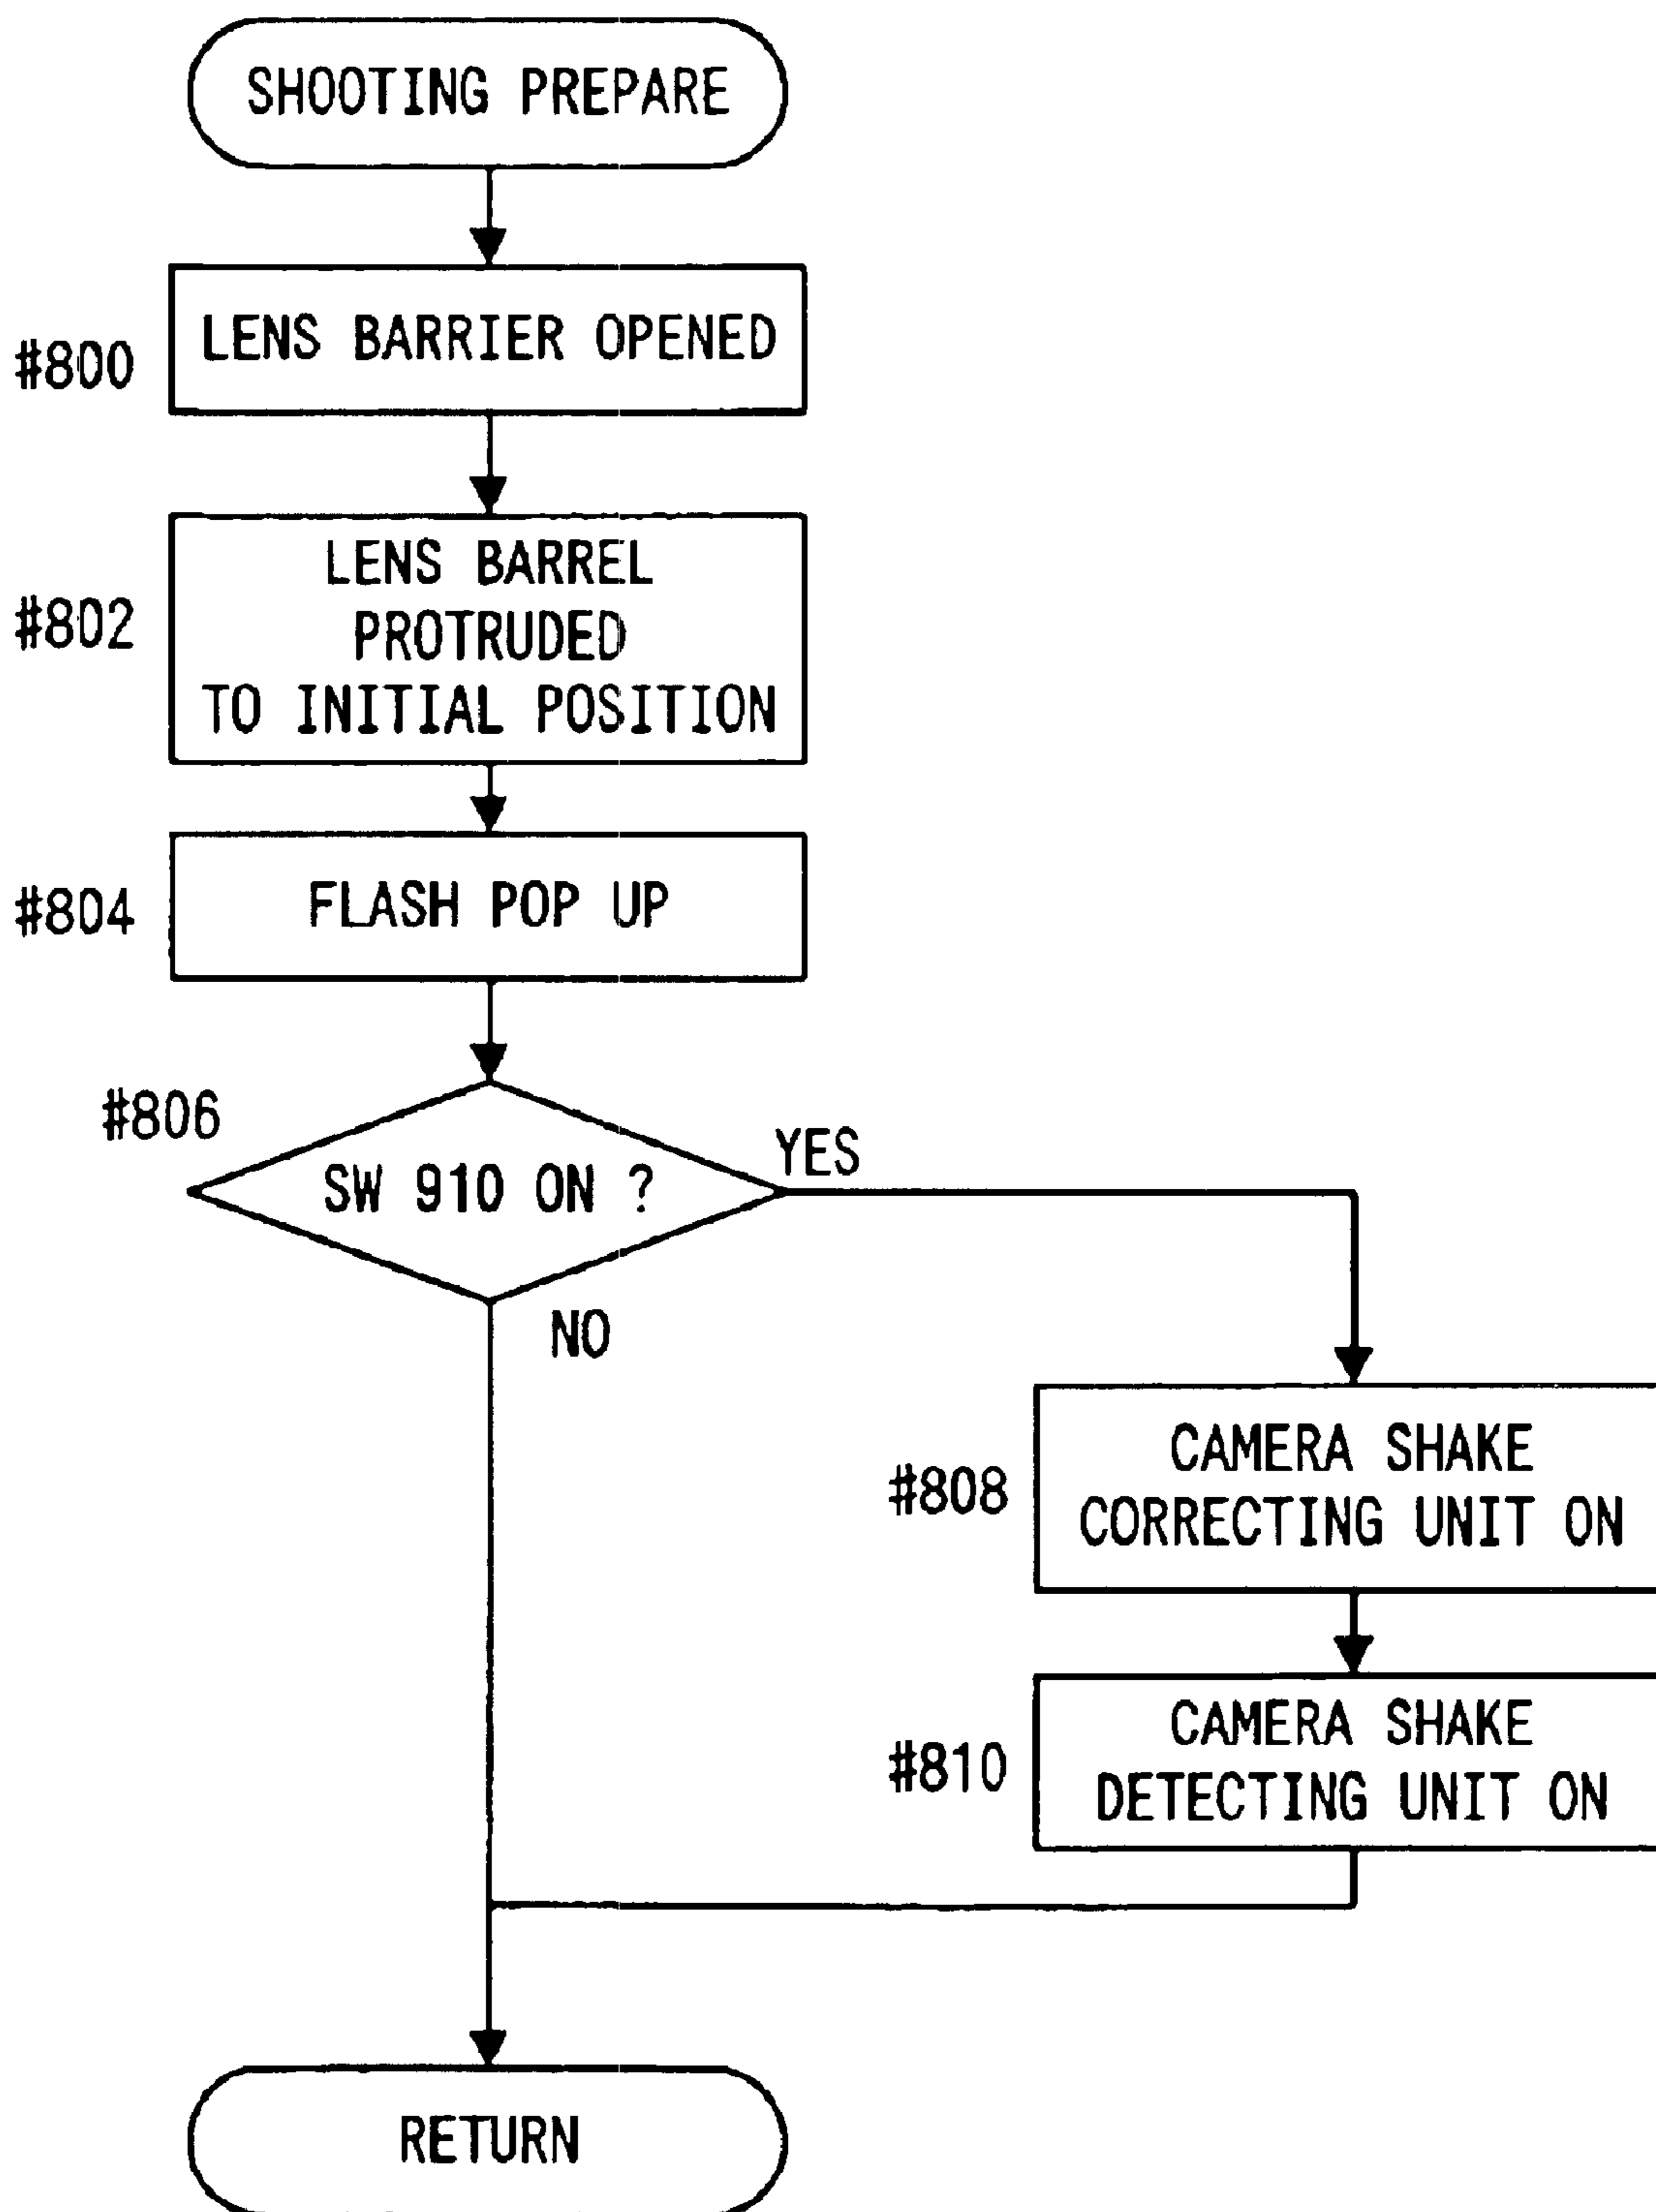 SHOOTING PREPARE
#800
LENS BARRIER OPENED
#802
LENS BARREL
PROTRUDED
TO INITIAL POSITION
#804
FLASH POP UP
#806
SW 910 ON ?
YES
NO
#808
CAMERA SHAKE
CORRECTING UNIT ON
#810
CAMERA SHAKE
DETECTING UNIT ON
RETURN